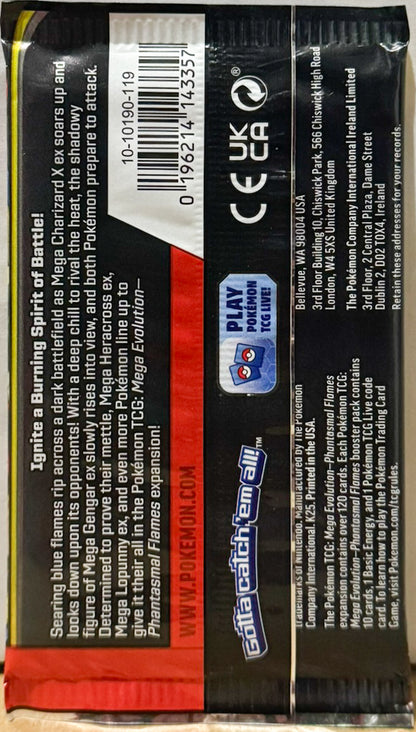 Ignite a Burning Spirit of Battle!
Searing blue flames rip across a dark battlefield as Mega Charizard X ex soars up and
looks down upon its opponents! With a deep chill to rival the heat, the shadowy
figure of Mega Gengar ex slowly rises into view, and both Pokémon prepare to attack.
Determined to prove their mettle, Mega Heracross ex,
Mega Lopunny ex, and even more Pokémon line up to
give it their all in the Pokémon TCG: Mega Evolution—
Phantasmal Flames expansion!
10-10190-119
0 196214 143357
WWW.POKEMON.COM
Gotta catch 'em all!™
PLAY
POKÉMON
TCG LIVE!
CE UK
CA ®
Trademarks of Nintendo. Manufactured by The Pokémon
Company International. K25. Printed in the USA.
The Pokémon TCG: Mega Evolution—Phantasmal Flames
expansion contains over 120 cards. Each Pokémon TCG:
Mega Evolution—Phantasmal Flames booster pack contains
10 cards, 1 Basic Energy, and 1 Pokémon TCG Live code
card. To learn how to play the Pokémon Trading Card
Game, visit Pokemon.com/tcgrules.
Bellevue, WA 98004 USA
3rd Floor building 10, Chiswick Park, 566 Chiswick High Road
London, W4 5XS United Kingdom
The Pokémon Company International Ireland Limited
3rd Floor, 2 Central Plaza, Dame Street
Dublin 2, D02 T0X4, Ireland
Retain these addresses for your records.